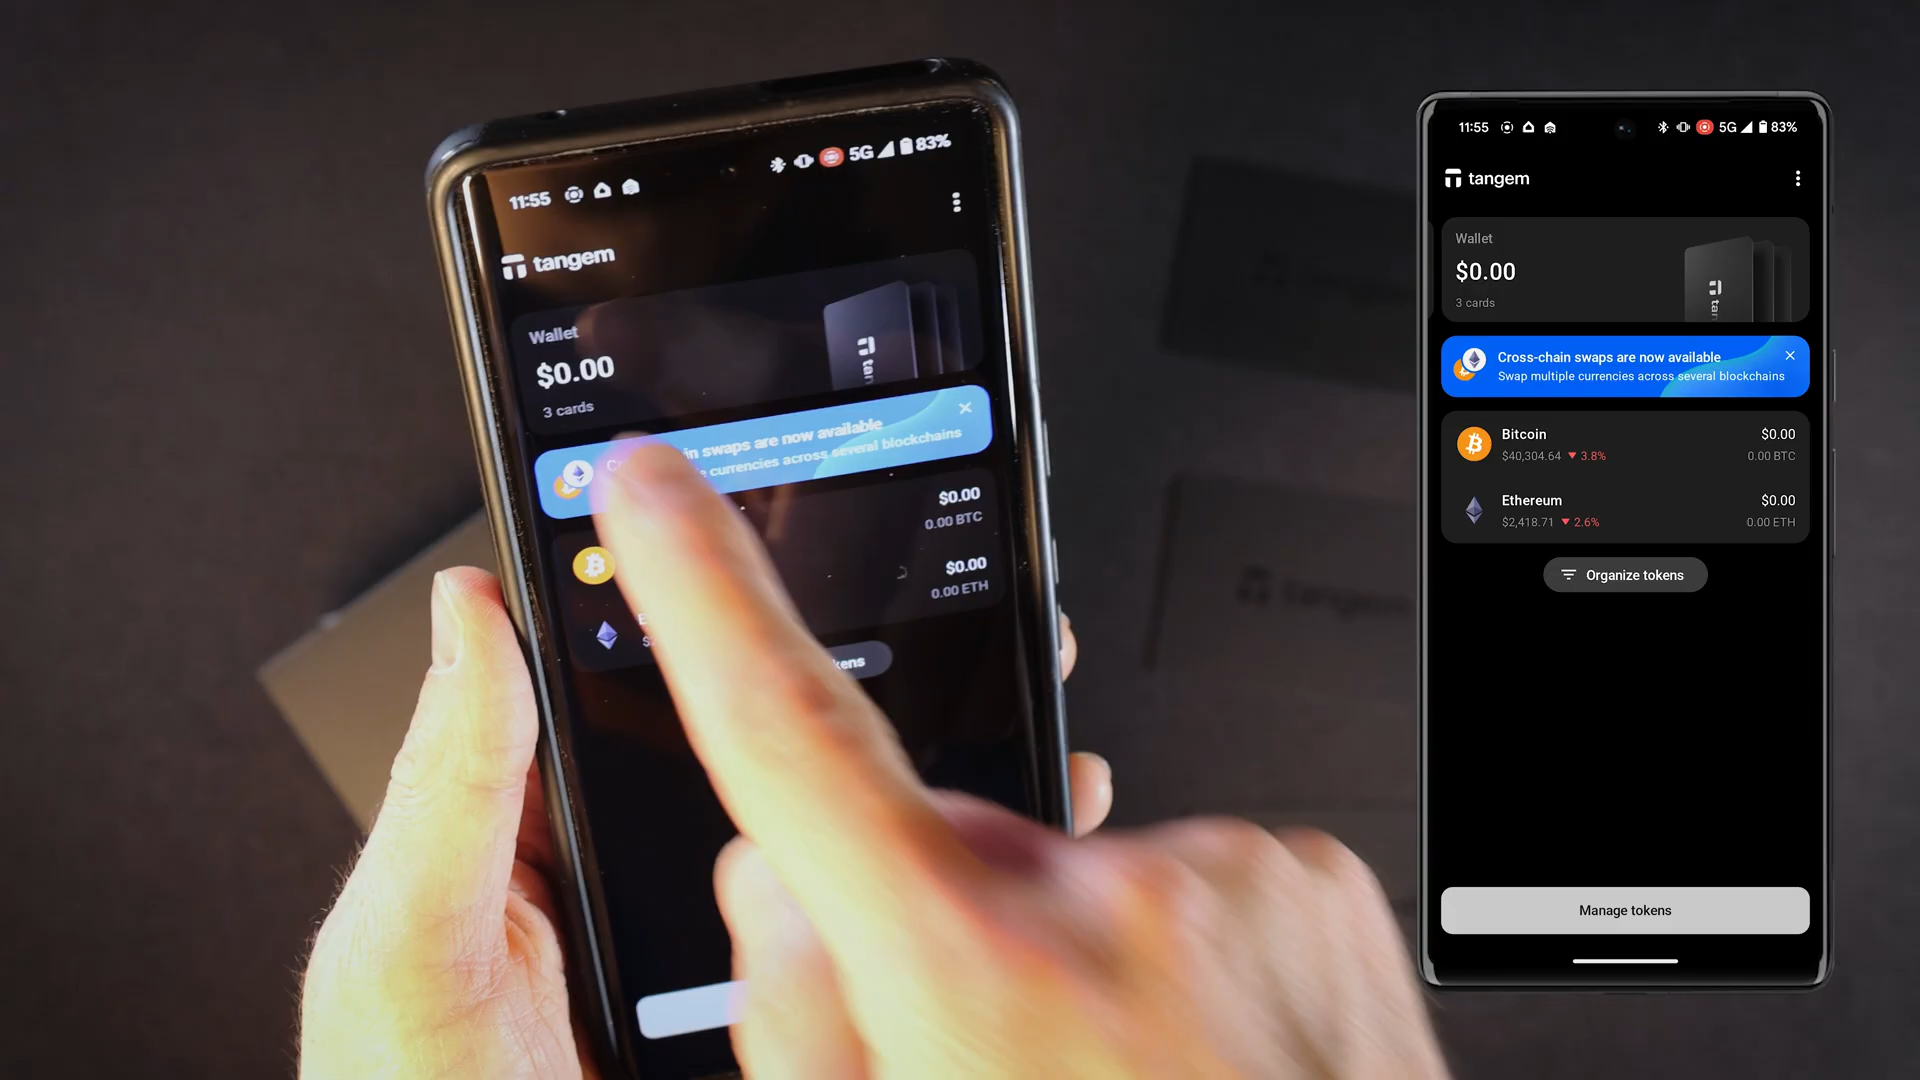 11:55
5G 83%
tangem
Wallet
$0.00
3 cards
in swaps are now available
currencies across several blockchains
$0.00
0.00 BTC
$0.00
0.00 ETH
kens
tan
11:55
5G 83%
tangem
Wallet
$0.00
3 cards
tan
Cross-chain swaps are now available
Swap multiple currencies across several blockchains
Bitcoin
$0.00
$40,304.64 ▼ 3.8%
0.00 BTC
Ethereum
$0.00
$2,418.71 ▼ 2.6%
0.00 ETH
Organize tokens
Manage tokens